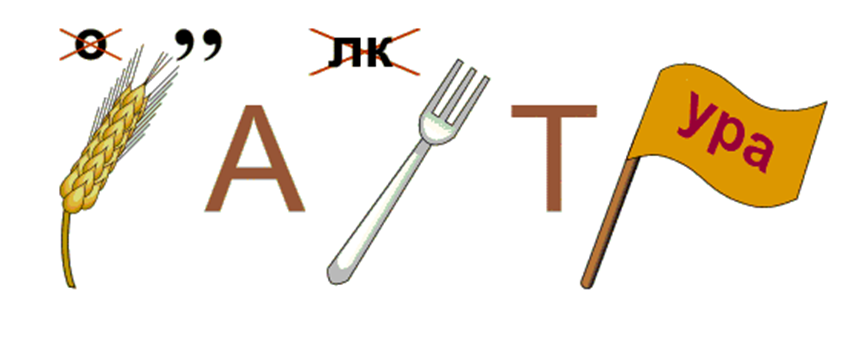 о ,, лк
А Т ура